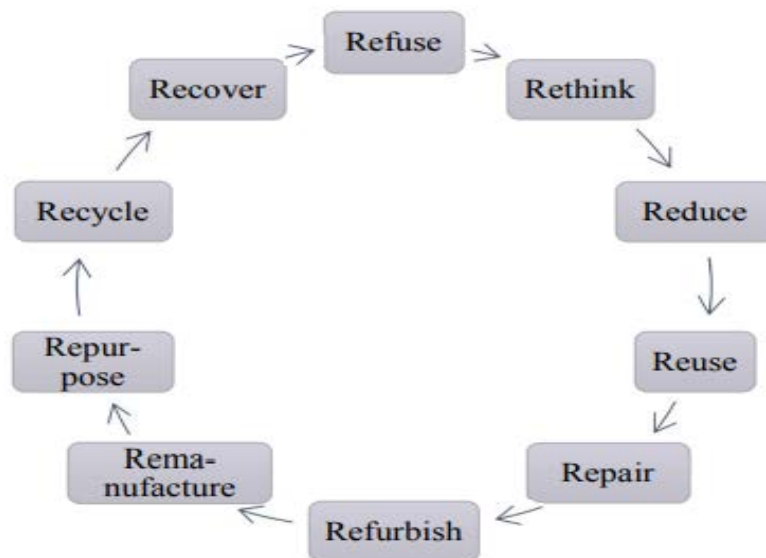 Refuse
Rethink
Reduce
Reuse
Repair
Refurbish
Rema-
nufacture
Repur-
pose
Recycle
Recover